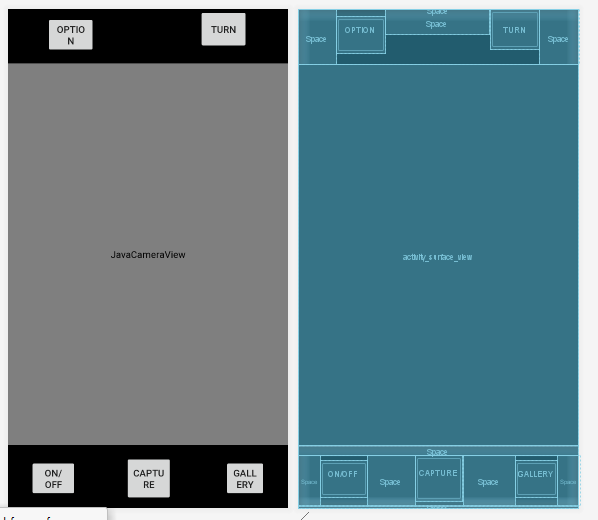 OPTIO
N
TURN
JavaCameraView
ON/
OFF
CAPTU
RE
GALL
ERY
Space
Space
Space
OPTION
TURN
Space
activity_surface_view
Space
Space
ON/OFF
Space
CAPTURE
Space
GALLERY
Space